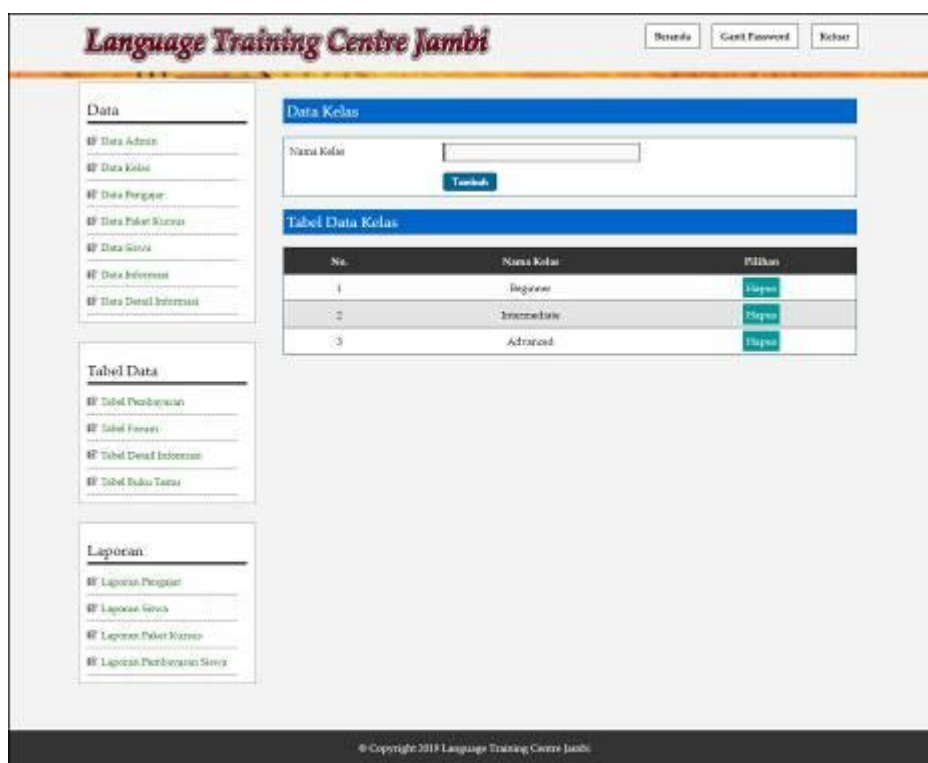 Language Training Centre Jambi
Beranda
Ganti Password
Keluar
Data
Data Admin
Data Kelas
Data Pengajar
Data Paket Kursus
Data Siswa
Data Informasi
Data Detail Informasi
Tabel Data
Tabel Pembayaran
Tabel Forum
Tabel Detail Informasi
Tabel Buku Tamu
Laporan
Laporan Pengajar
Laporan Siswa
Laporan Paket Kursus
Laporan Pembayaran Siswa
Data Kelas
Nama Kelas
Tambah
Tabel Data Kelas
No. Nama Kelas Pilihan
1 Beginner Hapus
2 Intermediate Hapus
3 Advanced Hapus
© Copyright 2019 Language Training Centre Jambi